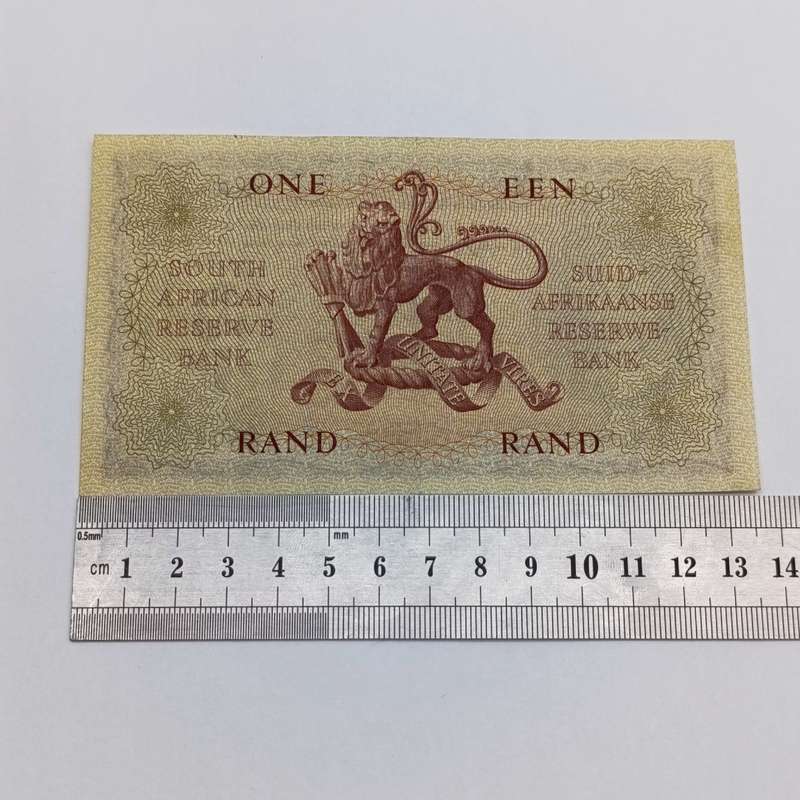 ONE EEN
SOUTH
AFRICAN
RESERVE
BANK
SUID-
AFRIKAANSE
RESERWE-
BANK
EX UNITATE VIRES
RAND RAND
0.5mm mm
cm 1 2 3 4 5 6 7 8 9 10 11 12 13 14